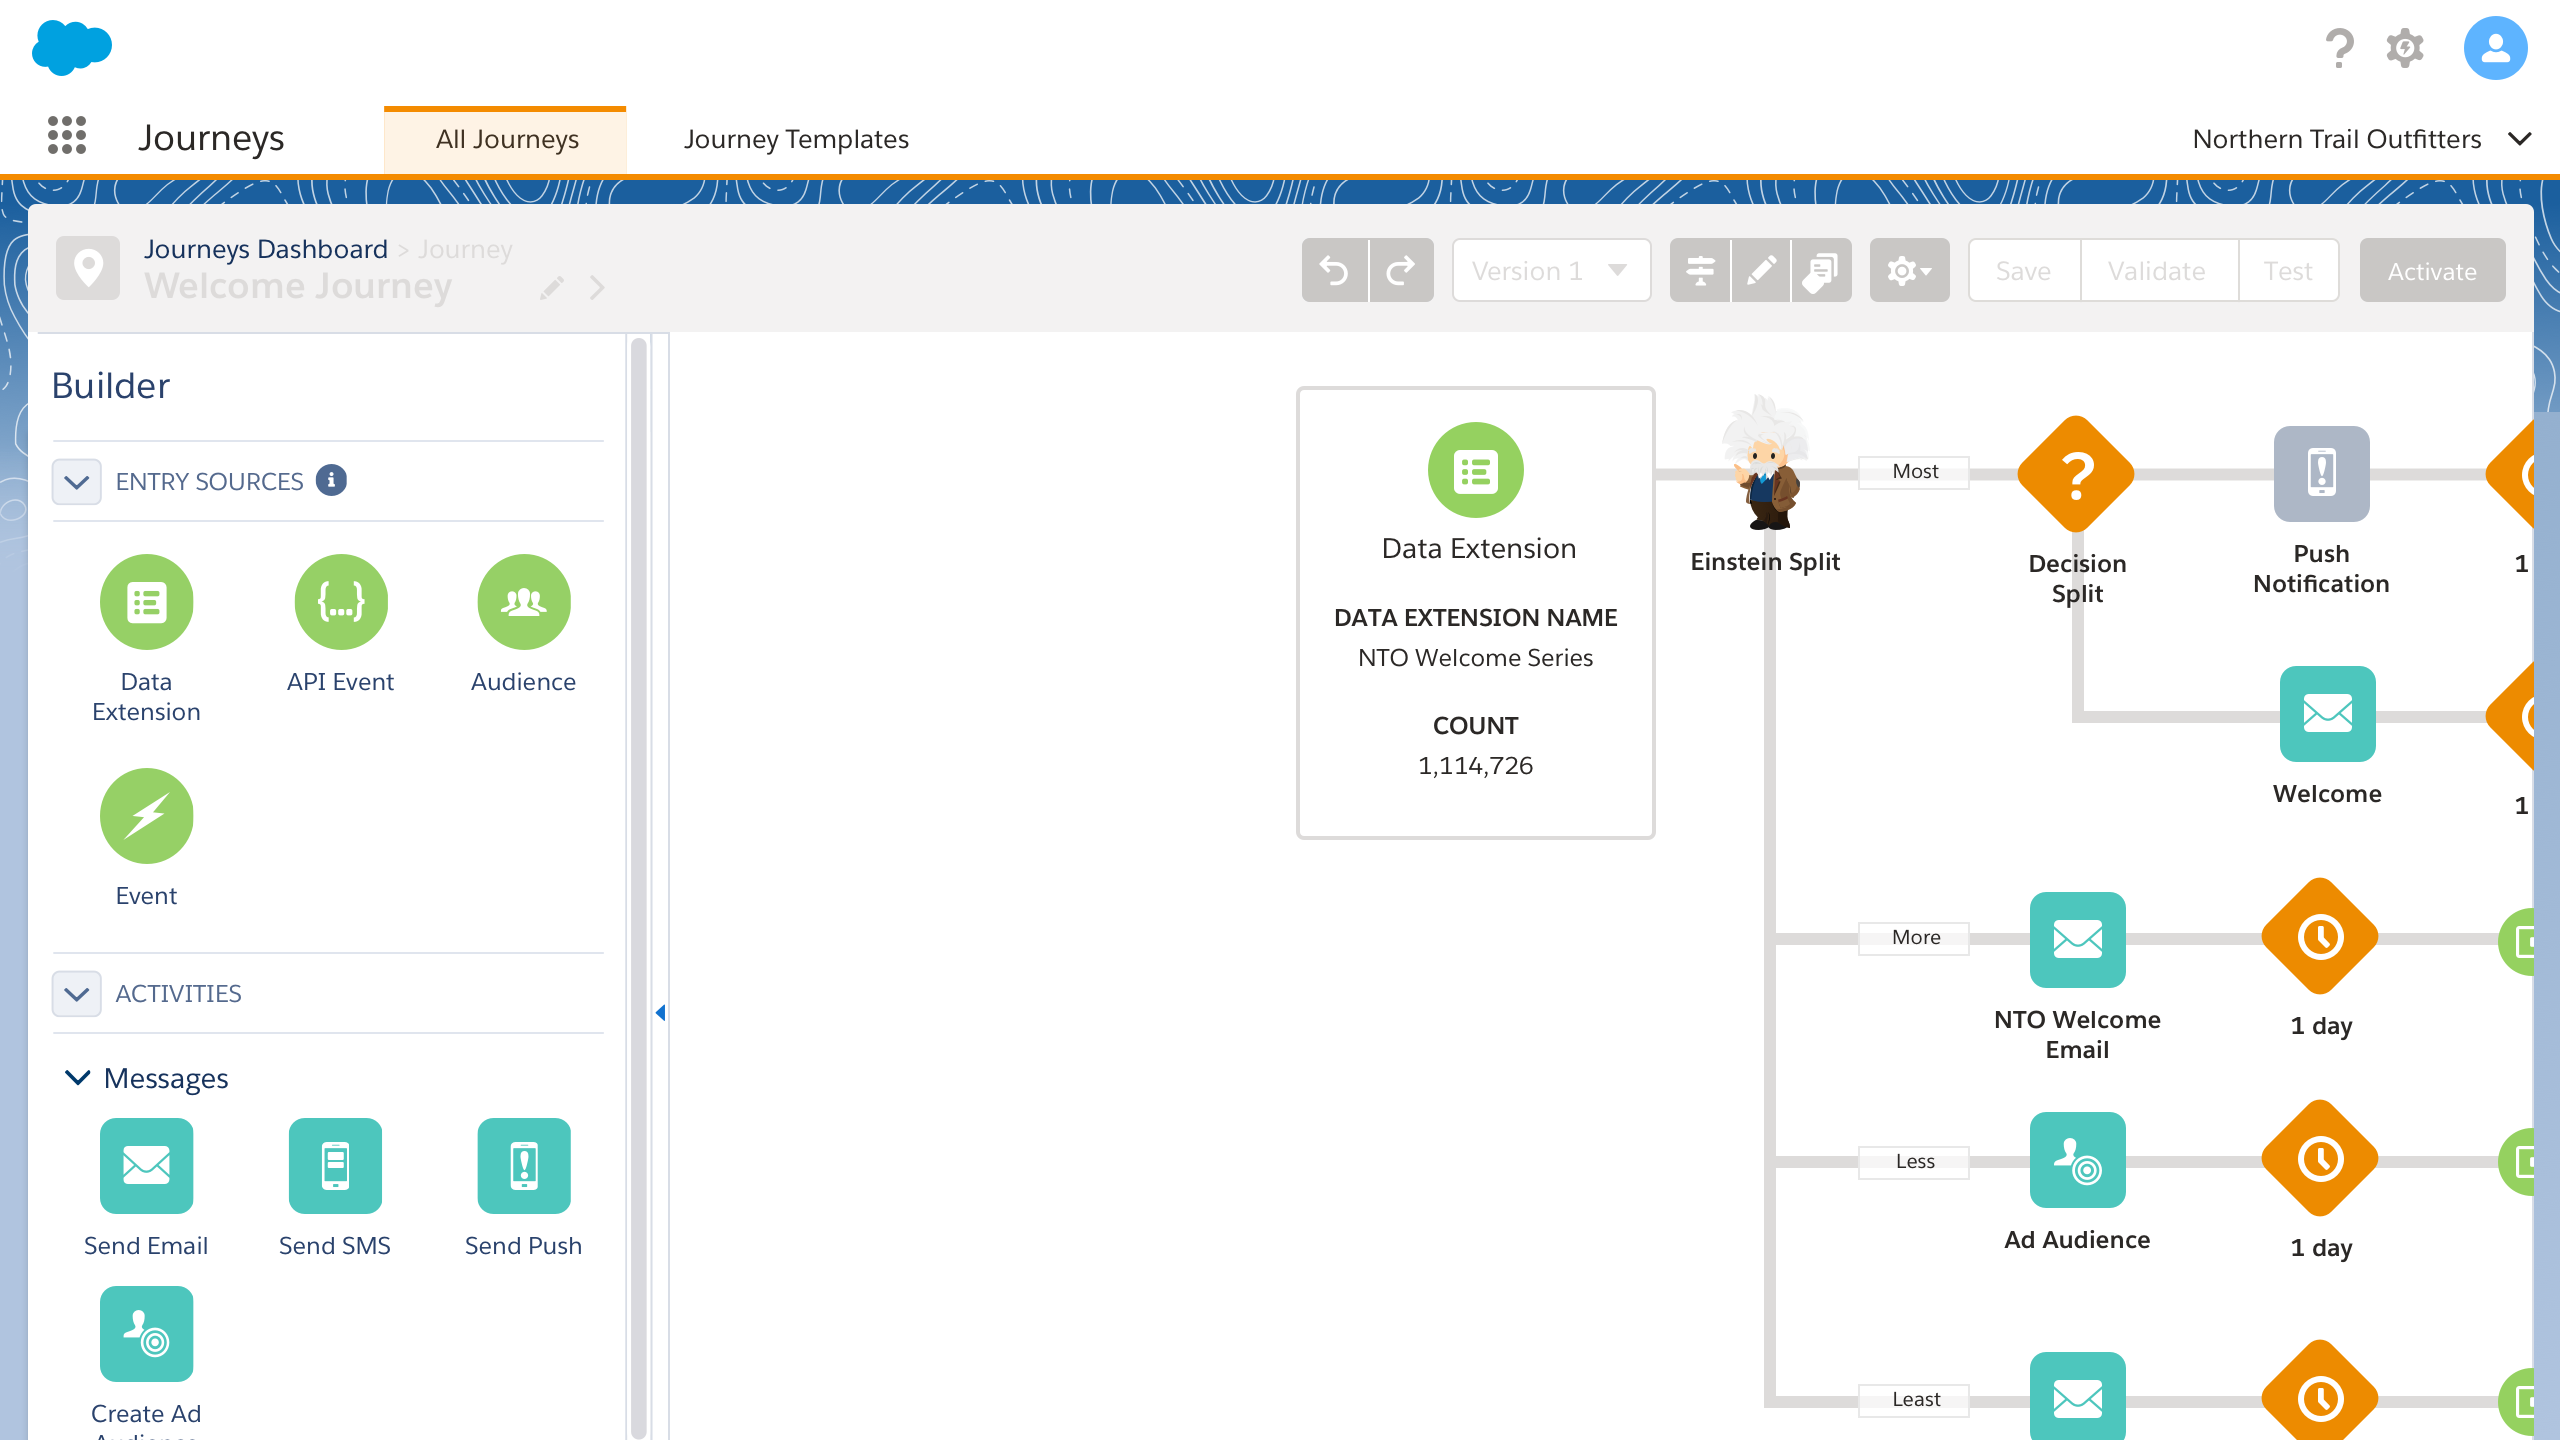 Journeys
All Journeys
Journey Templates
Northern Trail Outfitters
Journeys Dashboard > Journey
Welcome Journey
Version 1
Save
Validate
Test
Activate
Builder
ENTRY SOURCES
Data
Extension
API Event
Audience
Event
ACTIVITIES
Messages
Send Email
Send SMS
Send Push
Create Ad
Data Extension
DATA EXTENSION NAME
NTO Welcome Series
COUNT
1,114,726
Einstein Split
Most
Decision
Split
Push
Notification
1
Welcome
1
More
NTO Welcome
Email
1 day
Less
Ad Audience
1 day
Least